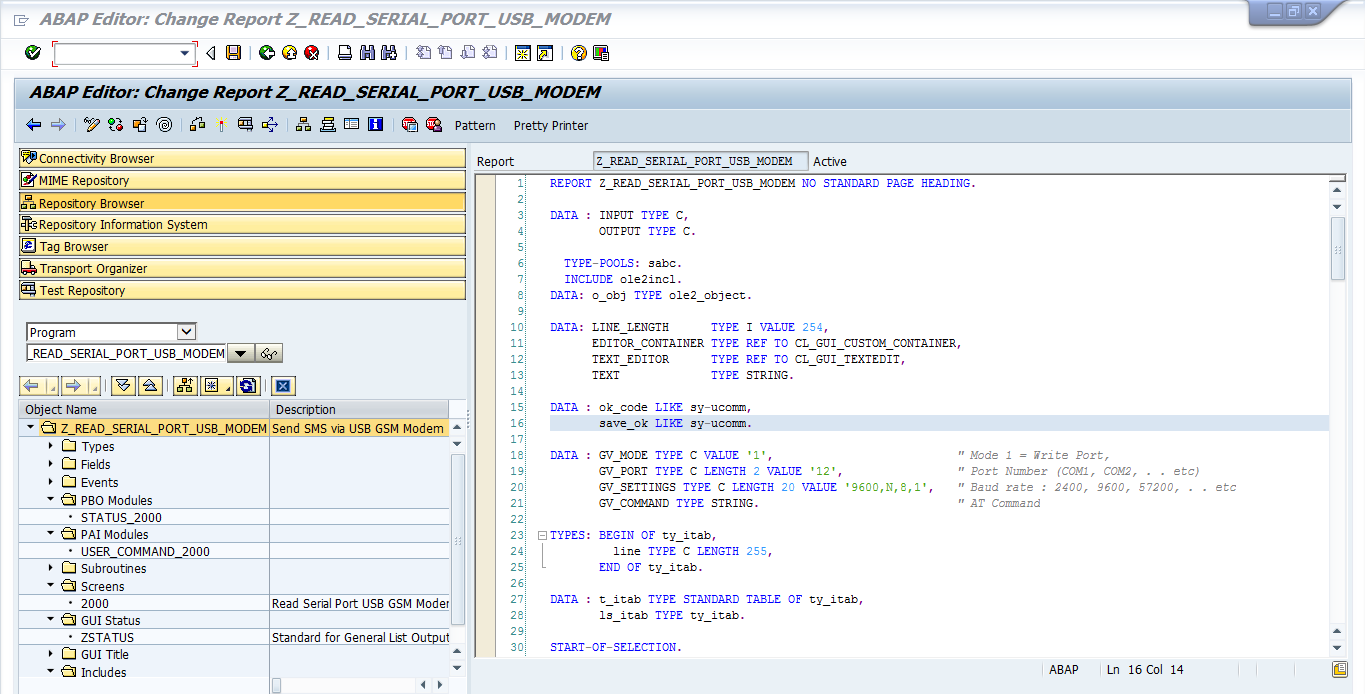 ABAP Editor: Change Report Z_READ_SERIAL_PORT_USB_MODEM
ABAP Editor: Change Report Z_READ_SERIAL_PORT_USB_MODEM
Pattern Pretty Printer
Connectivity Browser
MIME Repository
Repository Browser
Repository Information System
Tag Browser
Transport Organizer
Test Repository
Program
_READ_SERIAL_PORT_USB_MODEM
Object Name Description
Z_READ_SERIAL_PORT_USB_MODEM Send SMS via USB GSM Modem
Types
Fields
Events
PBO Modules
STATUS_2000
PAI Modules
USER_COMMAND_2000
Subroutines
Screens
2000 Read Serial Port USB GSM Moder
GUI Status
ZSTATUS Standard for General List Output
GUI Title
Includes
Report Z_READ_SERIAL_PORT_USB_MODEM Active
1 REPORT Z_READ_SERIAL_PORT_USB_MODEM NO STANDARD PAGE HEADING.
2
3 DATA : INPUT TYPE C,
4 OUTPUT TYPE C.
5
6 TYPE-POOLS: sabc.
7 INCLUDE ole2incl.
8 DATA: o_obj TYPE ole2_object.
9
10 DATA: LINE_LENGTH TYPE I VALUE 254,
11 EDITOR_CONTAINER TYPE REF TO CL_GUI_CUSTOM_CONTAINER,
12 TEXT_EDITOR TYPE REF TO CL_GUI_TEXTEDIT,
13 TEXT TYPE STRING.
14
15 DATA : ok_code LIKE sy-ucomm,
16 save_ok LIKE sy-ucomm.
17
18 DATA : GV_MODE TYPE C VALUE '1', " Mode 1 = Write Port,
19 GV_PORT TYPE C LENGTH 2 VALUE '12', " Port Number (COM1, COM2, . . etc)
20 GV_SETTINGS TYPE C LENGTH 20 VALUE '9600,N,8,1', " Baud rate : 2400, 9600, 57200, . . etc
21 GV_COMMAND TYPE STRING. " AT Command
22
23 TYPES: BEGIN OF ty_itab,
24 line TYPE C LENGTH 255,
25 END OF ty_itab.
26
27 DATA : t_itab TYPE STANDARD TABLE OF ty_itab,
28 ls_itab TYPE ty_itab.
29
30 START-OF-SELECTION.
ABAP Ln 16 Col 14